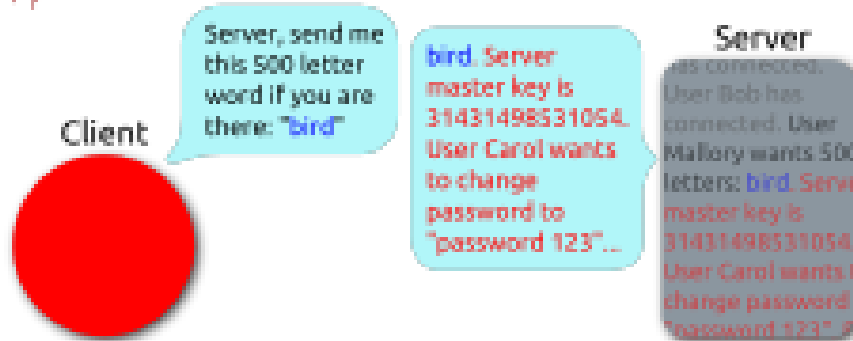 Client
Server, send me
this 500 letter
word if you are
there: "bird"
bird. Server
master key is
31431498531054.
User Carol wants
to change
password to
"password 123"...
Server
has connected.
User Bob has
connected. User
Mallory wants 500
letters: bird. Serve
master key is
31431498531054.
User Carol wants t
change password
"password 123".